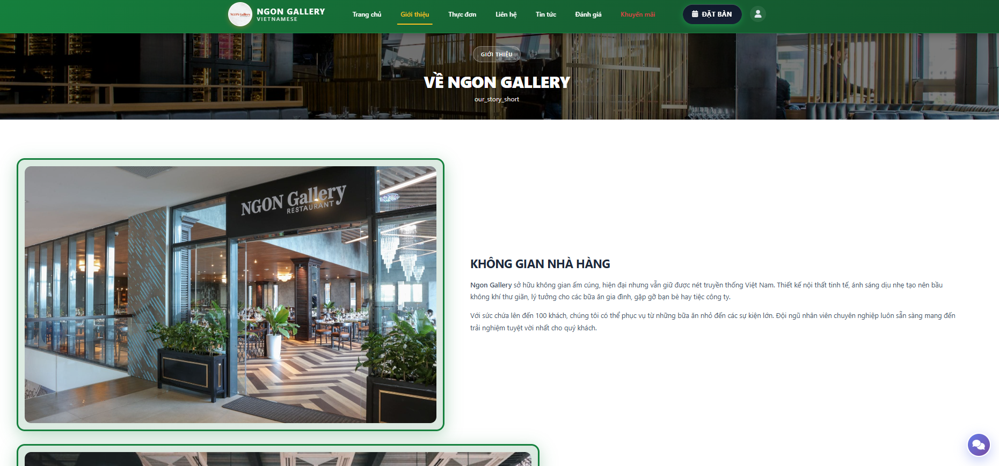 NGON Gallery
NGON GALLERY
VIETNAMESE
Trang chủ
Giới thiệu
Thực đơn
Liên hệ
Tin tức
Đánh giá
Khuyến mãi
ĐẶT BÀN
GIỚI THIỆU
VỀ NGON GALLERY
our_story_short
NGON Gallery
RESTAURANT
KHÔNG GIAN NHÀ HÀNG
Ngon Gallery sở hữu không gian ấm cúng, hiện đại nhưng vẫn giữ được nét truyền thống Việt Nam. Thiết kế nội thất tinh tế, ánh sáng dịu nhẹ tạo nên bầu
không khí thư giãn, lý tưởng cho các bữa ăn gia đình, gặp gỡ bạn bè hay tiệc công ty.
Với sức chứa lên đến 100 khách, chúng tôi có thể phục vụ từ những bữa ăn nhỏ đến các sự kiện lớn. Đội ngũ nhân viên chuyên nghiệp luôn sẵn sàng mang đến
trải nghiệm tuyệt vời nhất cho quý khách.